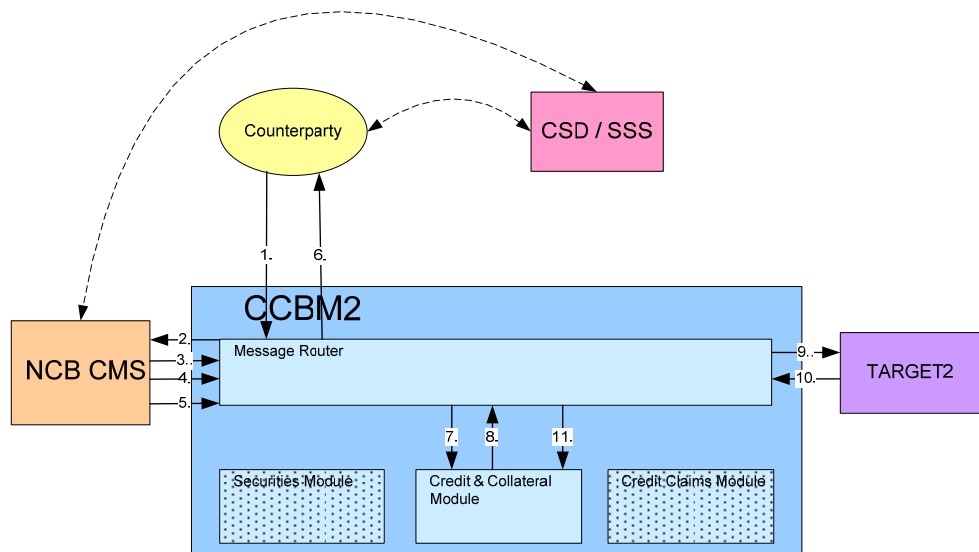 Counterparty
CSD / SSS
1.
6.
CCBM2
NCB CMS
2.
3..
4.
5.
Message Router
9..
10.
TARGET2
7.
8.
11.
Securities Module
Credit & Collateral
Module
Credit Claims Module